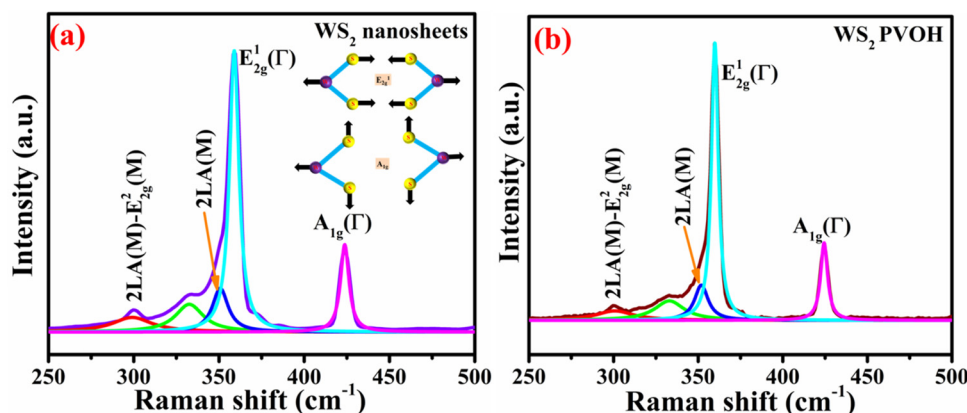 (a)
WS₂ nanosheets
E¹₂g(Γ)
S S
E₂g¹
S S
S S
A₁g
S S
2LA(M)-E²₂g(M)
2LA(M)
A₁g(Γ)
Intensity (a.u.)
250 300 350 400 450 500
Raman shift (cm⁻¹)
(b)
WS₂ PVOH
E¹₂g(Γ)
2LA(M)-E²₂g(M)
2LA(M)
A₁g(Γ)
Intensity (a.u.)
250 300 350 400 450 500
Raman shift (cm⁻¹)